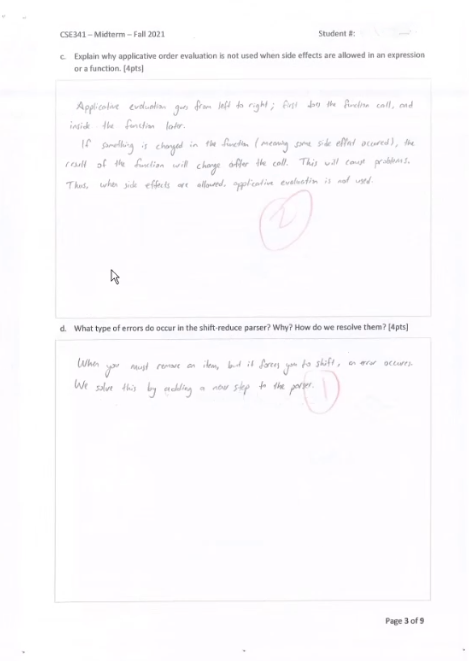 CSE341 – Midterm – Fall 2021 Student #:
c. Explain why applicative order evaluation is not used when side effects are allowed in an expression
or a function. [4pts]
Applicative evaluation goes from left to right; first does the function call, and
inside the function later.
If something is changed in the function (meaning some side effect occured), the
result of the function will change after the call. This will cause problems.
Thus, when side effects are allowed, applicative evaluation is not used.
2
d. What type of errors do occur in the shift-reduce parser? Why? How do we resolve them? [4pts]
When you must remove an item, but it forces you to shift, an error occurs.
We solve this by adding a new step to the parser.
1
Page 3 of 9